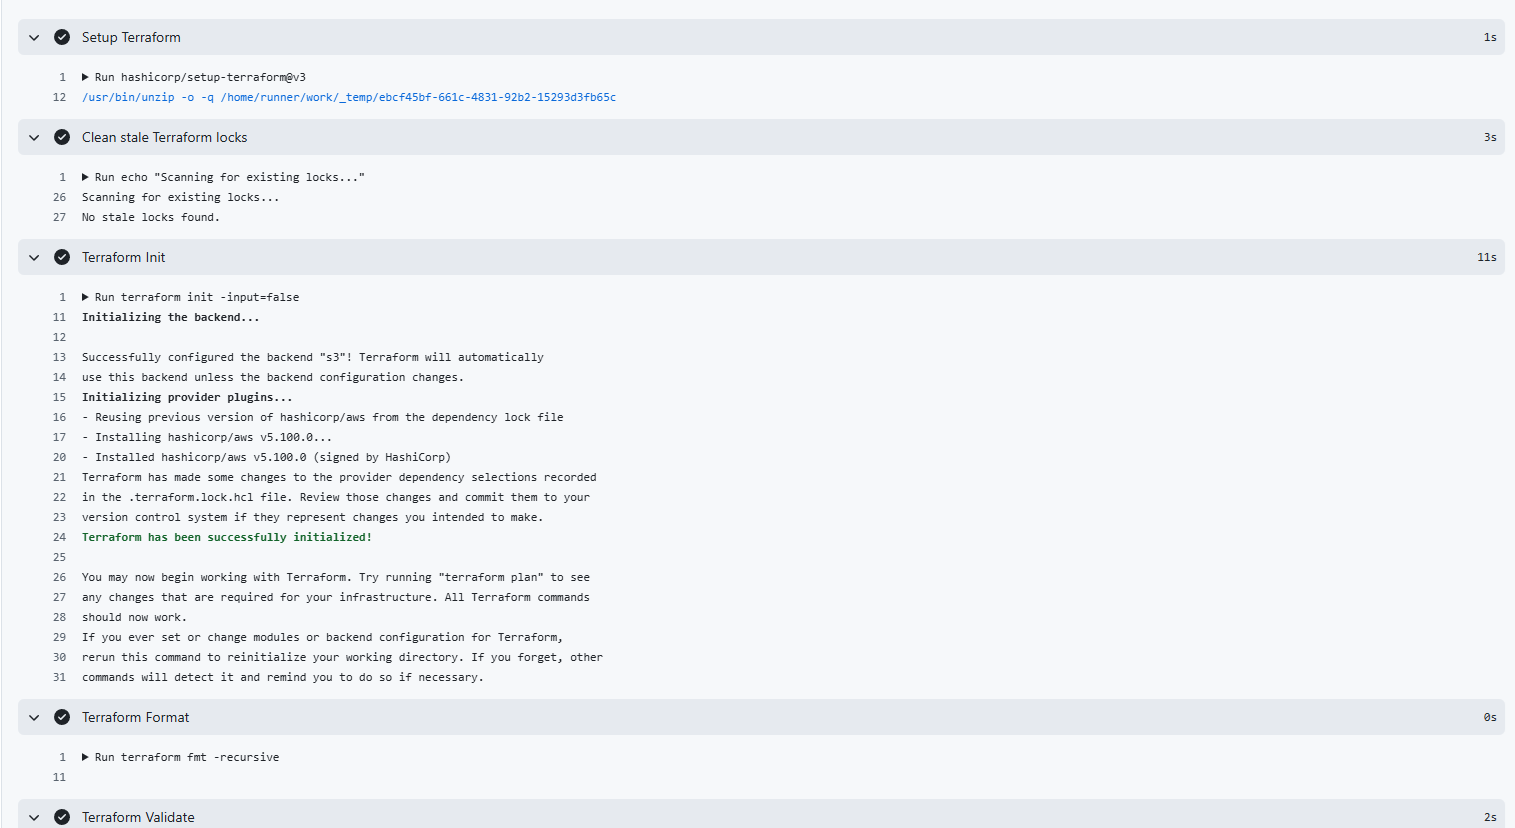 Setup Terraform 1s
1 Run hashicorp/setup-terraform@v3
12 /usr/bin/unzip -o -q /home/runner/work/_temp/ebcf45bf-661c-4831-92b2-15293d3fb65c
Clean stale Terraform locks 3s
1 Run echo "Scanning for existing locks..."
26 Scanning for existing locks...
27 No stale locks found.
Terraform Init 11s
1 Run terraform init -input=false
11 Initializing the backend...
12
13 Successfully configured the backend "s3"! Terraform will automatically
14 use this backend unless the backend configuration changes.
15 Initializing provider plugins...
16 - Reusing previous version of hashicorp/aws from the dependency lock file
17 - Installing hashicorp/aws v5.100.0...
20 - Installed hashicorp/aws v5.100.0 (signed by HashiCorp)
21 Terraform has made some changes to the provider dependency selections recorded
22 in the .terraform.lock.hcl file. Review those changes and commit them to your
23 version control system if they represent changes you intended to make.
24 Terraform has been successfully initialized!
25
26 You may now begin working with Terraform. Try running "terraform plan" to see
27 any changes that are required for your infrastructure. All Terraform commands
28 should now work.
29 If you ever set or change modules or backend configuration for Terraform,
30 rerun this command to reinitialize your working directory. If you forget, other
31 commands will detect it and remind you to do so if necessary.
Terraform Format 0s
1 Run terraform fmt -recursive
11
Terraform Validate 2s